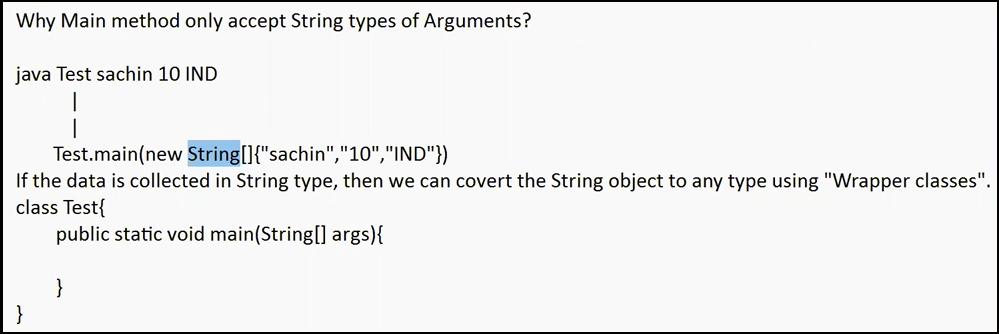 Why Main method only accept String types of Arguments?
java Test sachin 10 IND
|
|
Test.main(new String[]{"sachin","10","IND"})
If the data is collected in String type, then we can covert the String object to any type using "Wrapper classes".
class Test{
public static void main(String[] args){
}
}